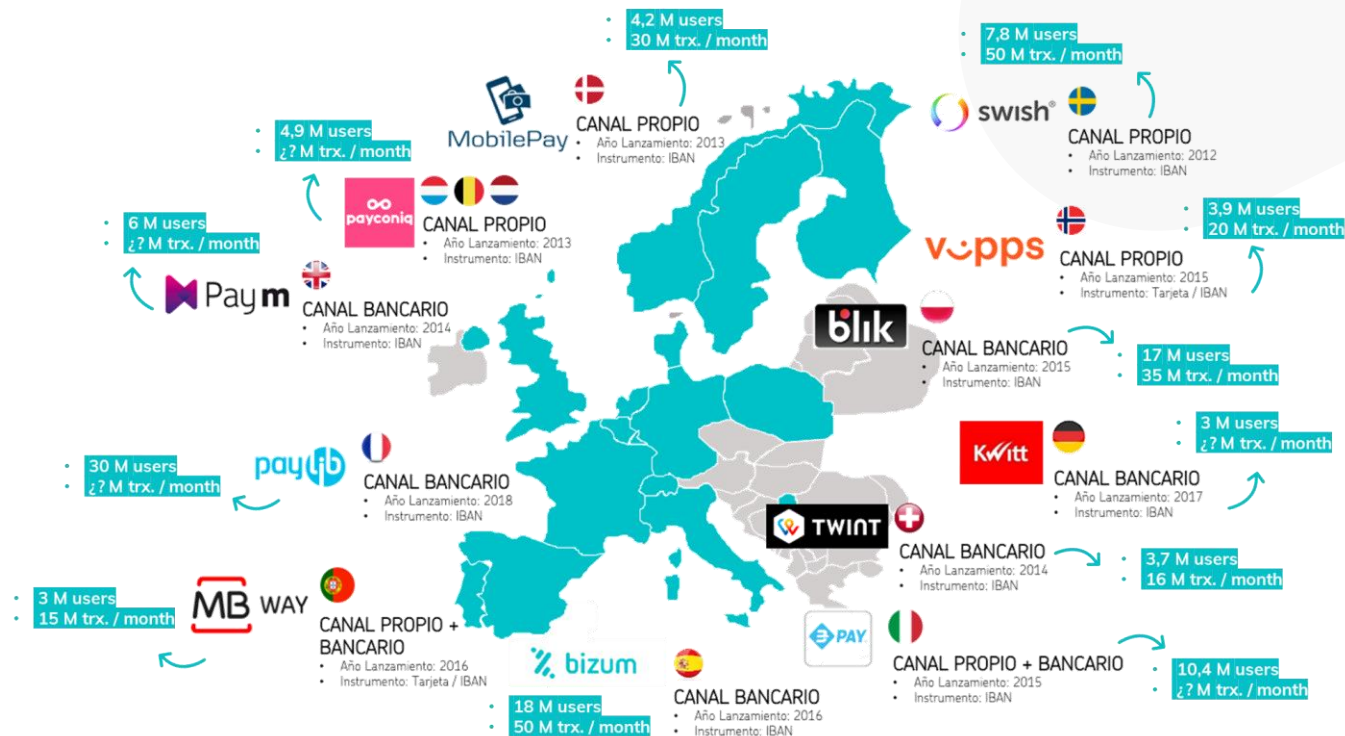 • 4,2 M users
• 30 M trx. / month
MobilePay
CANAL PROPIO
• Año Lanzamiento: 2013
• Instrumento: IBAN
• 7,8 M users
• 50 M trx. / month
swish®
CANAL PROPIO
• Año Lanzamiento: 2012
• Instrumento: IBAN
• 4,9 M users
• ¿? M trx. / month
payconiq
CANAL PROPIO
• Año Lanzamiento: 2013
• Instrumento: IBAN
• 3,9 M users
• 20 M trx. / month
vipps
CANAL PROPIO
• Año Lanzamiento: 2015
• Instrumento: Tarjeta / IBAN
• 6 M users
• ¿? M trx. / month
Paym
CANAL BANCARIO
• Año Lanzamiento: 2014
• Instrumento: IBAN
blik
CANAL BANCARIO
• Año Lanzamiento: 2015
• Instrumento: IBAN
• 17 M users
• 35 M trx. / month
• 30 M users
• ¿? M trx. / month
paylib
CANAL BANCARIO
• Año Lanzamiento: 2018
• Instrumento: IBAN
• 3 M users
• ¿? M trx. / month
Kwitt
CANAL BANCARIO
• Año Lanzamiento: 2017
• Instrumento: IBAN
TWINT
CANAL BANCARIO
• Año Lanzamiento: 2014
• Instrumento: IBAN
• 3,7 M users
• 16 M trx. / month
• 3 M users
• 15 M trx. / month
MB WAY
CANAL PROPIO +
BANCARIO
• Año Lanzamiento: 2016
• Instrumento: Tarjeta / IBAN
PAY
CANAL PROPIO + BANCARIO
• Año Lanzamiento: 2015
• Instrumento: IBAN
• 10,4 M users
• ¿? M trx. / month
bizum
• 18 M users
• 50 M trx. / month
CANAL BANCARIO
• Año Lanzamiento: 2016
• Instrumento: IBAN